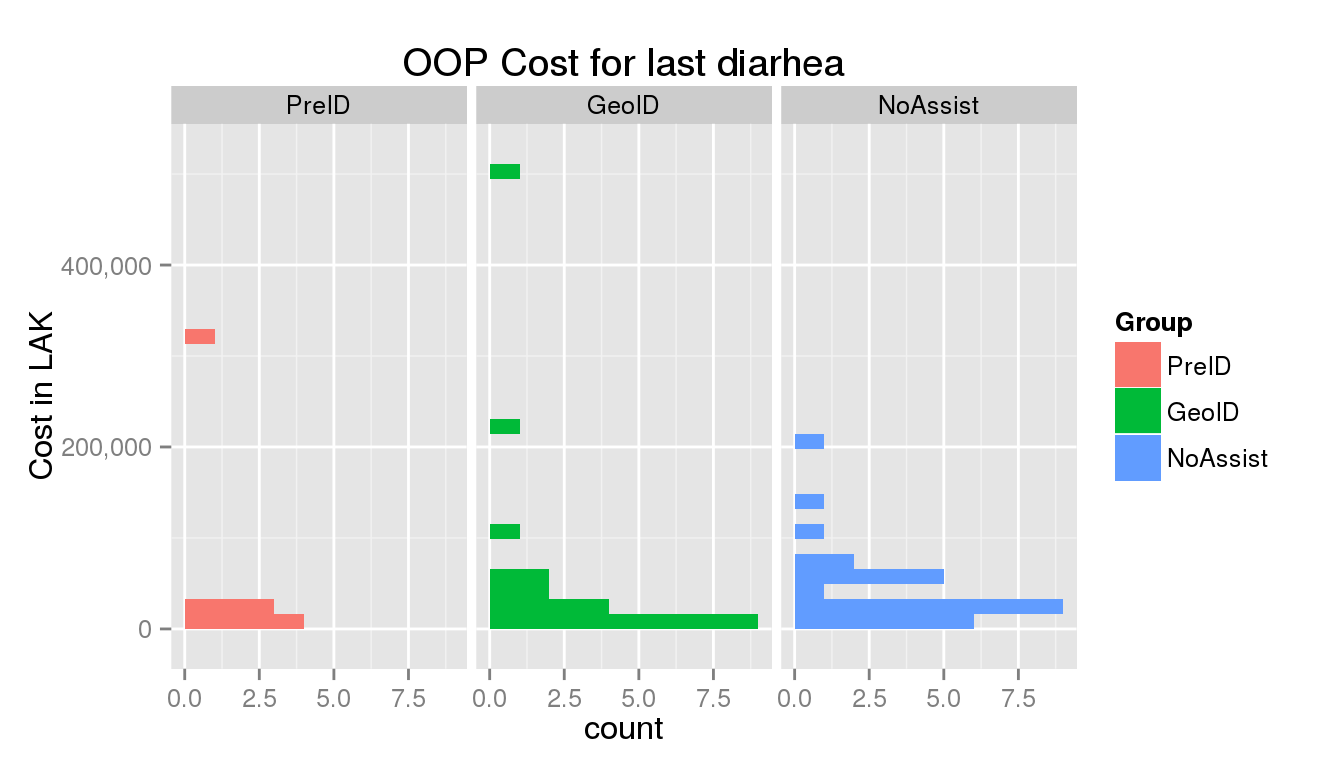 OOP Cost for last diarhea
PreID
GeoID
NoAssist
Cost in LAK
400,000
200,000
0
0.0 2.5 5.0 7.5
0.0 2.5 5.0 7.5
0.0 2.5 5.0 7.5
count
Group
PreID
GeoID
NoAssist